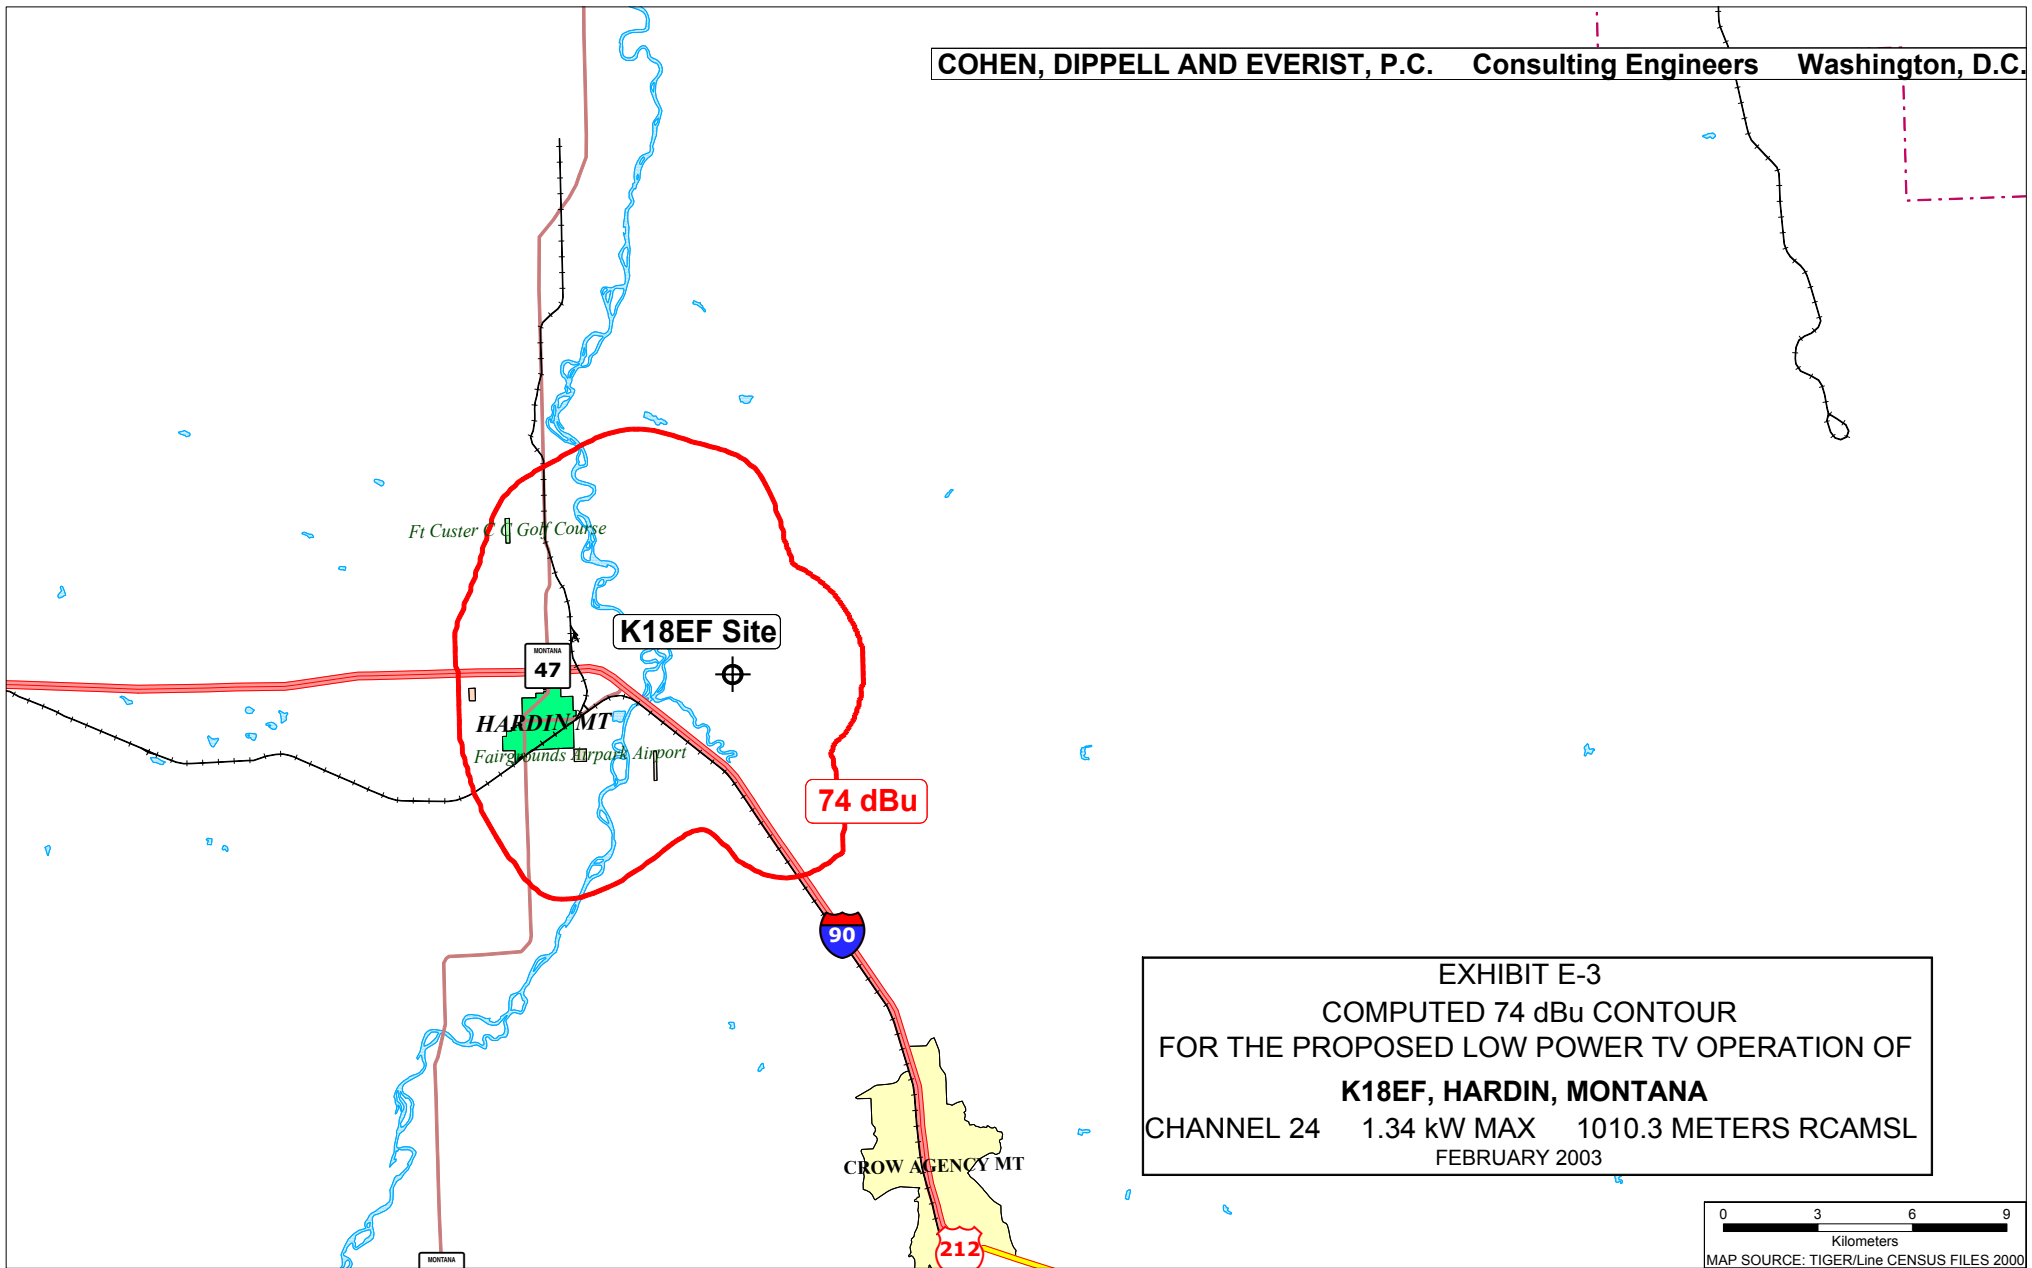 COHEN, DIPPELL AND EVERIST, P.C. Consulting Engineers Washington, D.C.
Ft Custer C C Golf Course
K18EF Site
MONTANA
47
HARDIN MT
Fairgrounds Airpark Airport
74 dBu
90
EXHIBIT E-3
COMPUTED 74 dBu CONTOUR
FOR THE PROPOSED LOW POWER TV OPERATION OF
K18EF, HARDIN, MONTANA
CHANNEL 24 1.34 kW MAX 1010.3 METERS RCAMSL
FEBRUARY 2003
CROW AGENCY MT
212
MONTANA
0 3 6 9
Kilometers
MAP SOURCE: TIGER/Line CENSUS FILES 2000